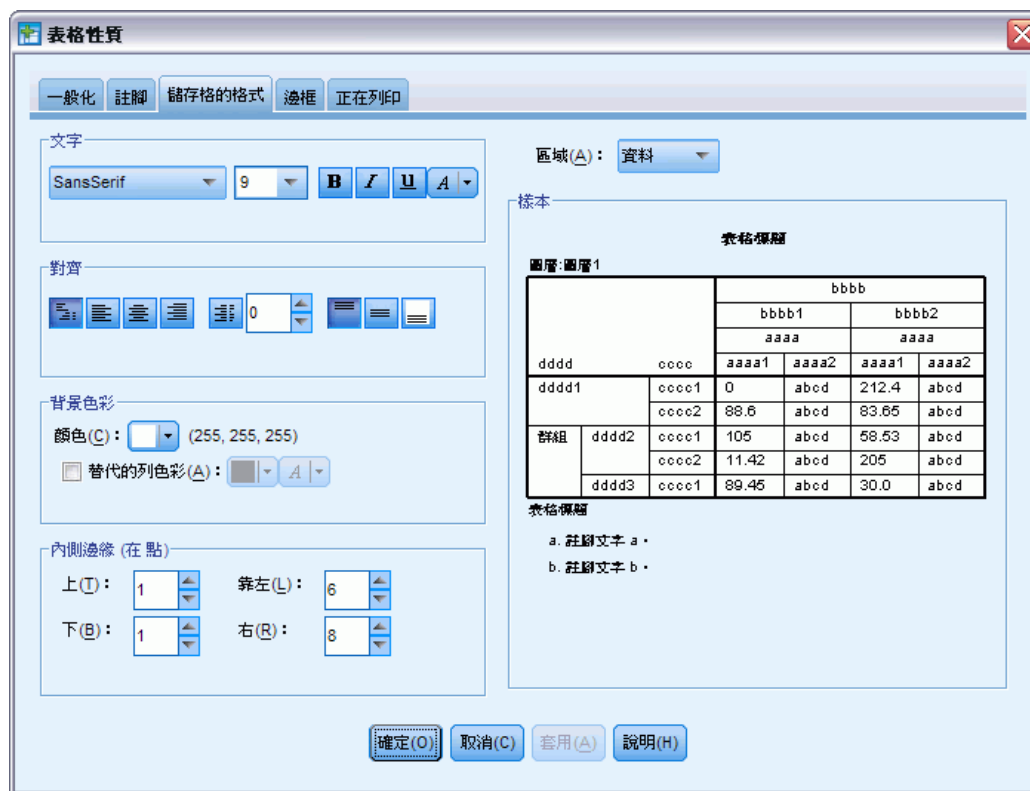 表格性質
一般化 註腳 儲存格的格式 邊框 正在列印
文字
SansSerif 9 B I U A
對齊
0
背景色彩
顏色(C)： (255, 255, 255)
替代的列色彩(A)： A
內側邊緣 (在 點)
上(T)： 1 靠左(L)： 6
下(B)： 1 右(R)： 8
區域(A)： 資料
樣本
表格標題
圖層:圖層1
bbbb
bbbb1 bbbb2
aaaa aaaa
dddd cccc aaaa1 aaaa2 aaaa1 aaaa2
dddd1 cccc1 0 abcd 212.4 abcd
cccc2 88.6 abcd 83.65 abcd
群組 dddd2 cccc1 105 abcd 58.53 abcd
cccc2 11.42 abcd 205 abcd
dddd3 cccc1 89.45 abcd 30.0 abcd
表格標題
a. 註腳文字 a。
b. 註腳文字 b。
確定(O) 取消(C) 套用(A) 說明(H)